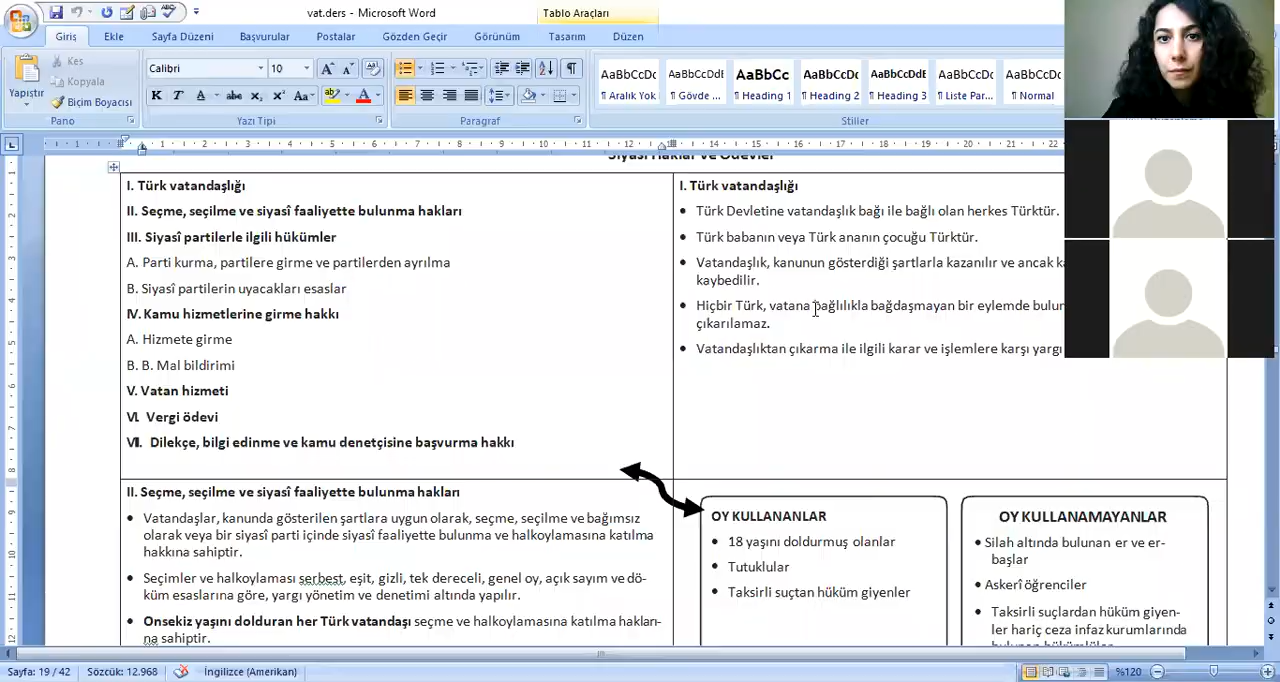 vat.ders - Microsoft Word
Tablo Araçları
Giriş Ekle Sayfa Düzeni Başvurular Postalar Gözden Geçir Görünüm Tasarım Düzen
Yapıştır
Kes
Kopyala
Biçim Boyacısı
Pano
Calibri 10
Yazı Tipi
Paragraf
AaBbCcDc AaBbCcDdE AaBbCc AaBbCcDc AaBbCcDdE AaBbCcDc AaBbCcDc
¶ Aralık Yok ¶ Gövde ... ¶ Heading 1 ¶ Heading 2 ¶ Heading 3 ¶ Liste Par... ¶ Normal
Stiller
Siyasi Haklar ve Ödevler
I. Türk vatandaşlığı
II. Seçme, seçilme ve siyasî faaliyette bulunma hakları
III. Siyasî partilerle ilgili hükümler
A. Parti kurma, partilere girme ve partilerden ayrılma
B. Siyasî partilerin uyacakları esaslar
IV. Kamu hizmetlerine girme hakkı
A. Hizmete girme
B. B. Mal bildirimi
V. Vatan hizmeti
VI. Vergi ödevi
VII. Dilekçe, bilgi edinme ve kamu denetçisine başvurma hakkı
I. Türk vatandaşlığı
• Türk Devletine vatandaşlık bağı ile bağlı olan herkes Türktür.
• Türk babanın veya Türk ananın çocuğu Türktür.
• Vatandaşlık, kanunun gösterdiği şartlarla kazanılır ve ancak
kaybedilir.
• Hiçbir Türk, vatana bağlılıkla bağdaşmayan bir eylemde
çıkarılamaz.
• Vatandaşlıktan çıkarma ile ilgili karar ve işlemlere karşı yargı
II. Seçme, seçilme ve siyasî faaliyette bulunma hakları
• Vatandaşlar, kanunda gösterilen şartlara uygun olarak, seçme, seçilme ve bağımsız
olarak veya bir siyasî parti içinde siyasî faaliyette bulunma ve halkoylamasına katılma
hakkına sahiptir.
• Seçimler ve halkoylaması serbest, eşit, gizli, tek dereceli, genel oy, açık sayım ve dö-
küm esaslarına göre, yargı yönetim ve denetimi altında yapılır.
• Onsekiz yaşını dolduran her Türk vatandaşı seçme ve halkoylamasına katılma hakları-
na sahiptir.
OY KULLANANLAR
• 18 yaşını doldurmuş olanlar
• Tutuklular
• Taksirli suçtan hüküm giyenler
OY KULLANAMAYANLAR
• Silah altında bulunan er ve er-
başlar
• Askerî öğrenciler
• Taksirli suçlardan hüküm giyen-
ler hariç ceza infaz kurumlarında
bulunan hükümlüler
Sayfa: 19 / 42 Sözcük: 12.968 İngilizce (Amerikan) %120